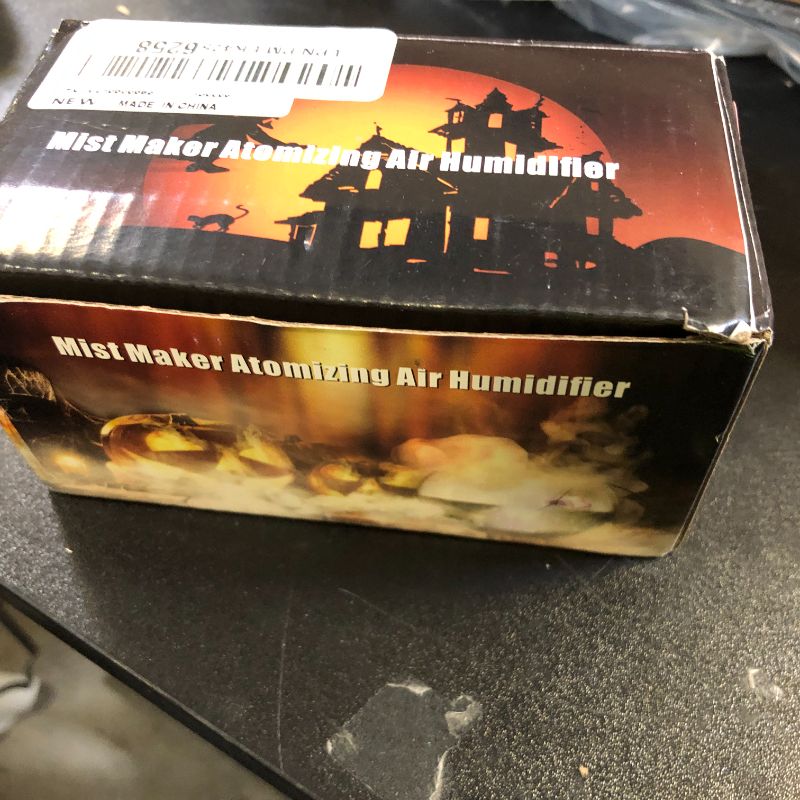 NEW MADE IN CHINA
Mist Maker Atomizing Air Humidifier
Mist Maker Atomizing Air Humidifier